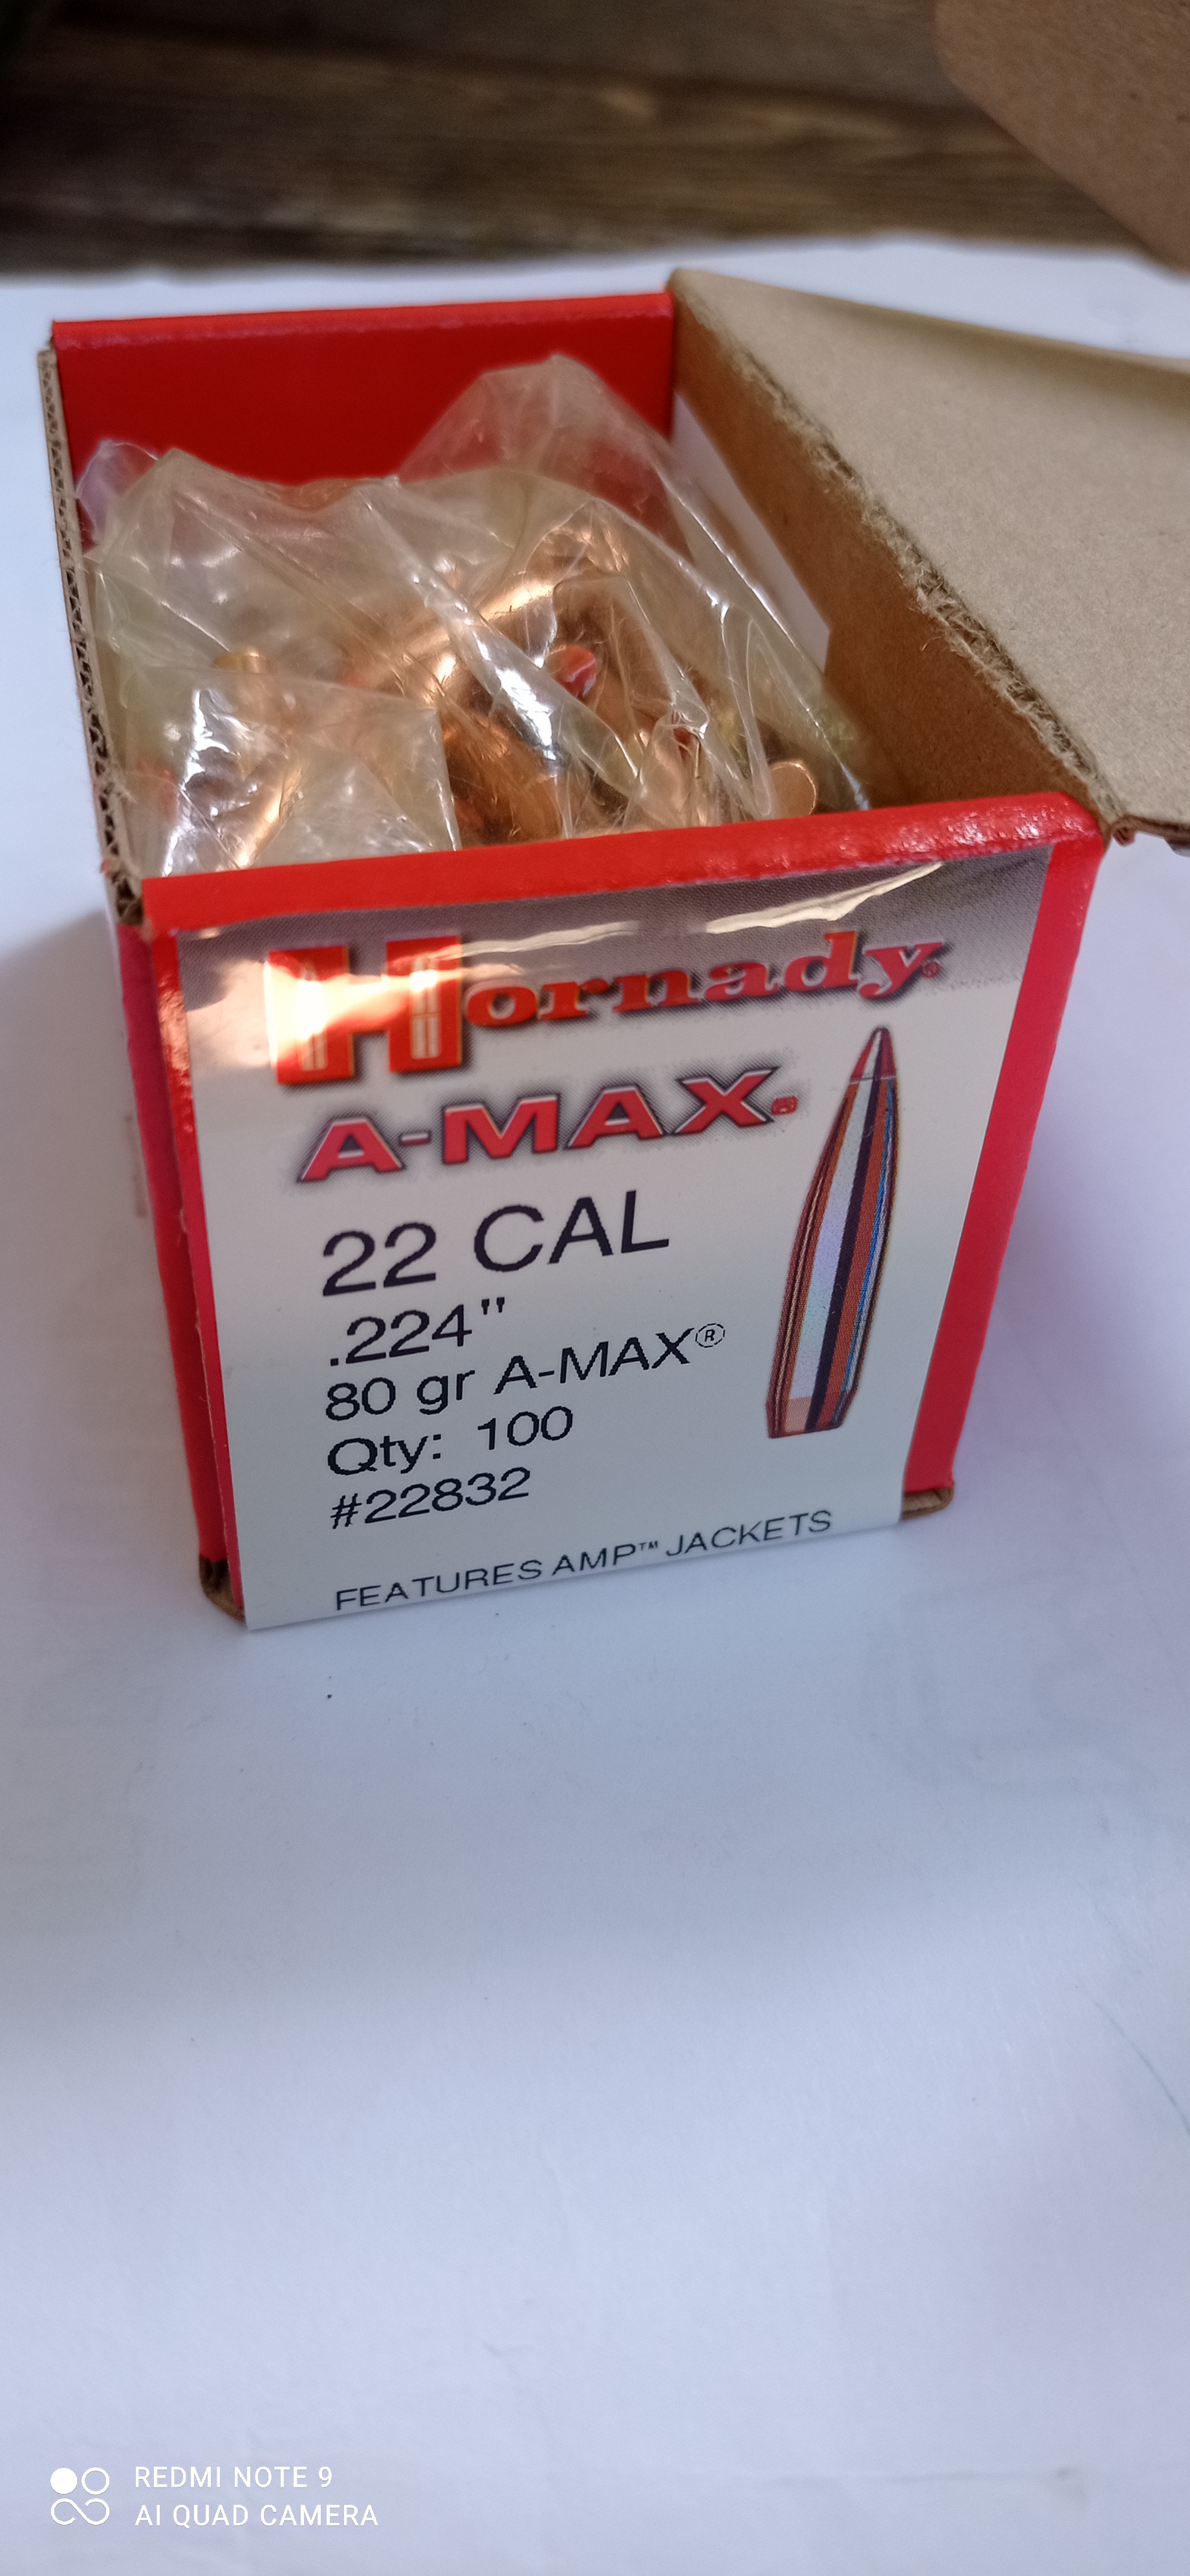 Hornady®
A-MAX®
22 CAL
.224"
80 gr A-MAX®
Qty: 100
#22832
FEATURES AMP™ JACKETS
REDMI NOTE 9
AI QUAD CAMERA